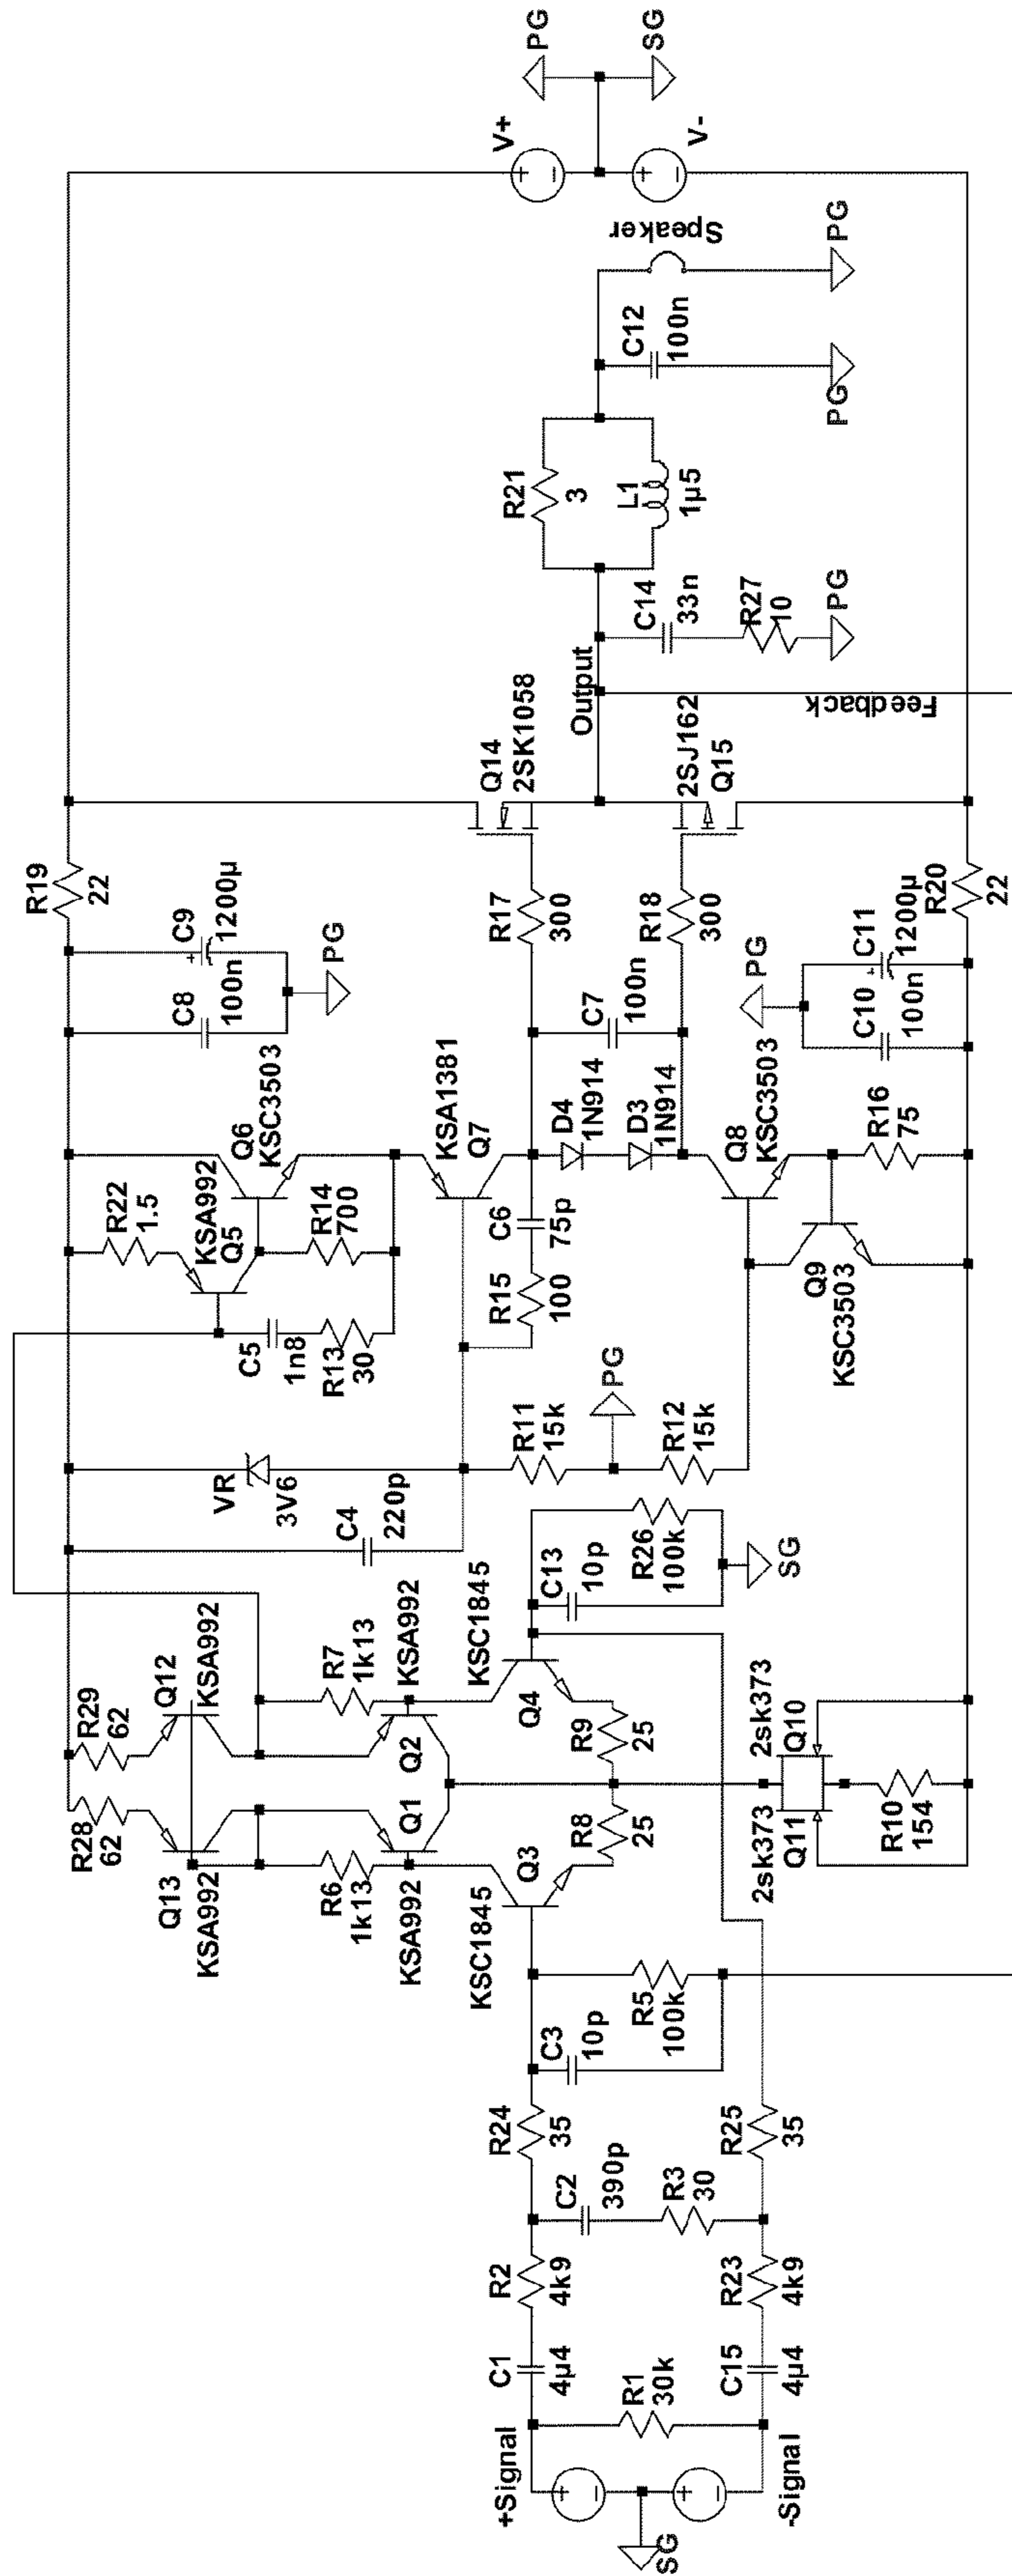 +Signal
-Signal
SG
C1
4µ4
R1
30k
C15
4µ4
R2
4k9
R23
4k9
C2
390p
R3
30
R24
35
R25
35
C3
10p
R5
100k
Q3
KSC1845
R8
25
R9
25
Q4
KSC1845
C13
10p
R26
100k
SG
R28
62
R29
62
Q13
KSA992
Q12
KSA992
R6
1k13
R7
1k13
KSA992
Q1
Q2
KSA992
2sk373
Q11
2sk373
Q10
R10
154
C4
220p
VR
3V6
R11
15k
PG
R12
15k
C5
1n8
R13
30
R22
1.5
KSA992
Q5
Q6
KSC3503
R14
700
KSA1381
Q7
R15
100
C6
75p
D4
1N914
D3
1N914
Q8
KSC3503
Q9
KSC3503
R16
75
C7
100n
C8
100n
C9
1200µ
PG
PG
C10
100n
C11
1200µ
R19
22
R20
22
R17
300
R18
300
Q14
2SK1058
2SJ162
Q15
Output
Feedback
C14
33n
R27
10
PG
R21
3
L1
1µ5
C12
100n
PG
Speaker
PG
V+
V-
PG
SG